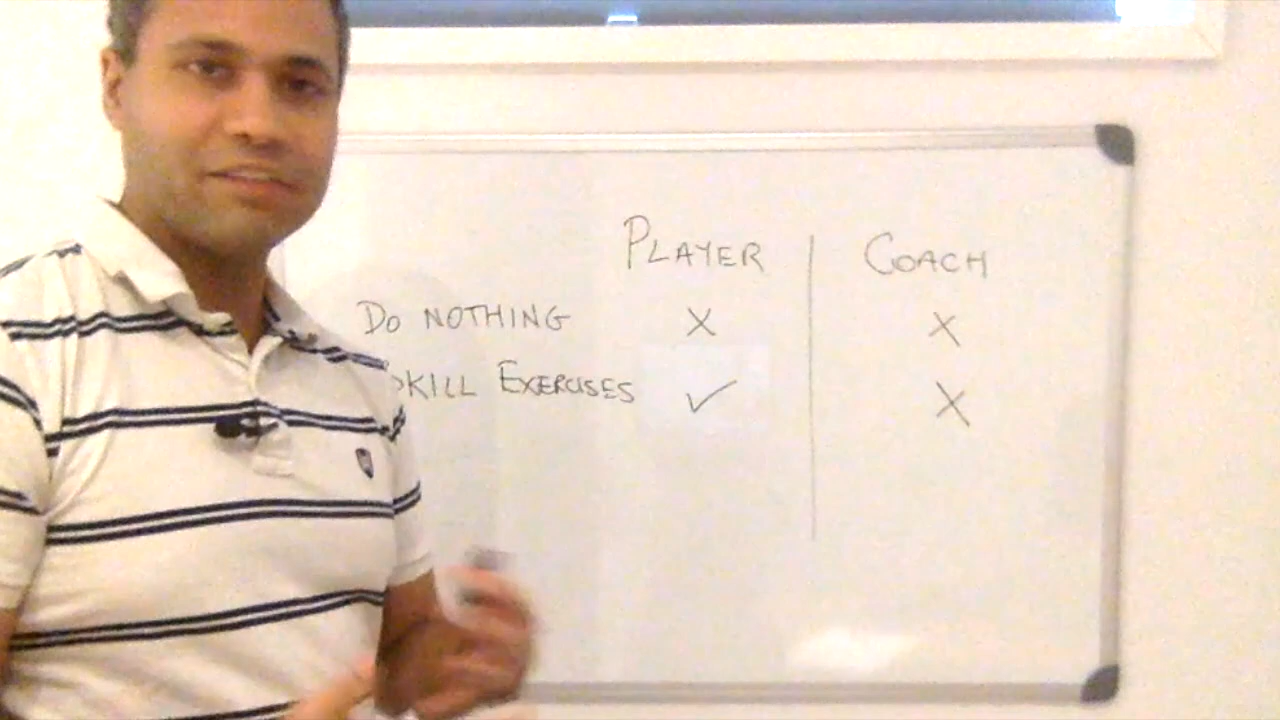 PLAYER | COACH
DO NOTHING X X
SKILL EXERCISES ✓ X